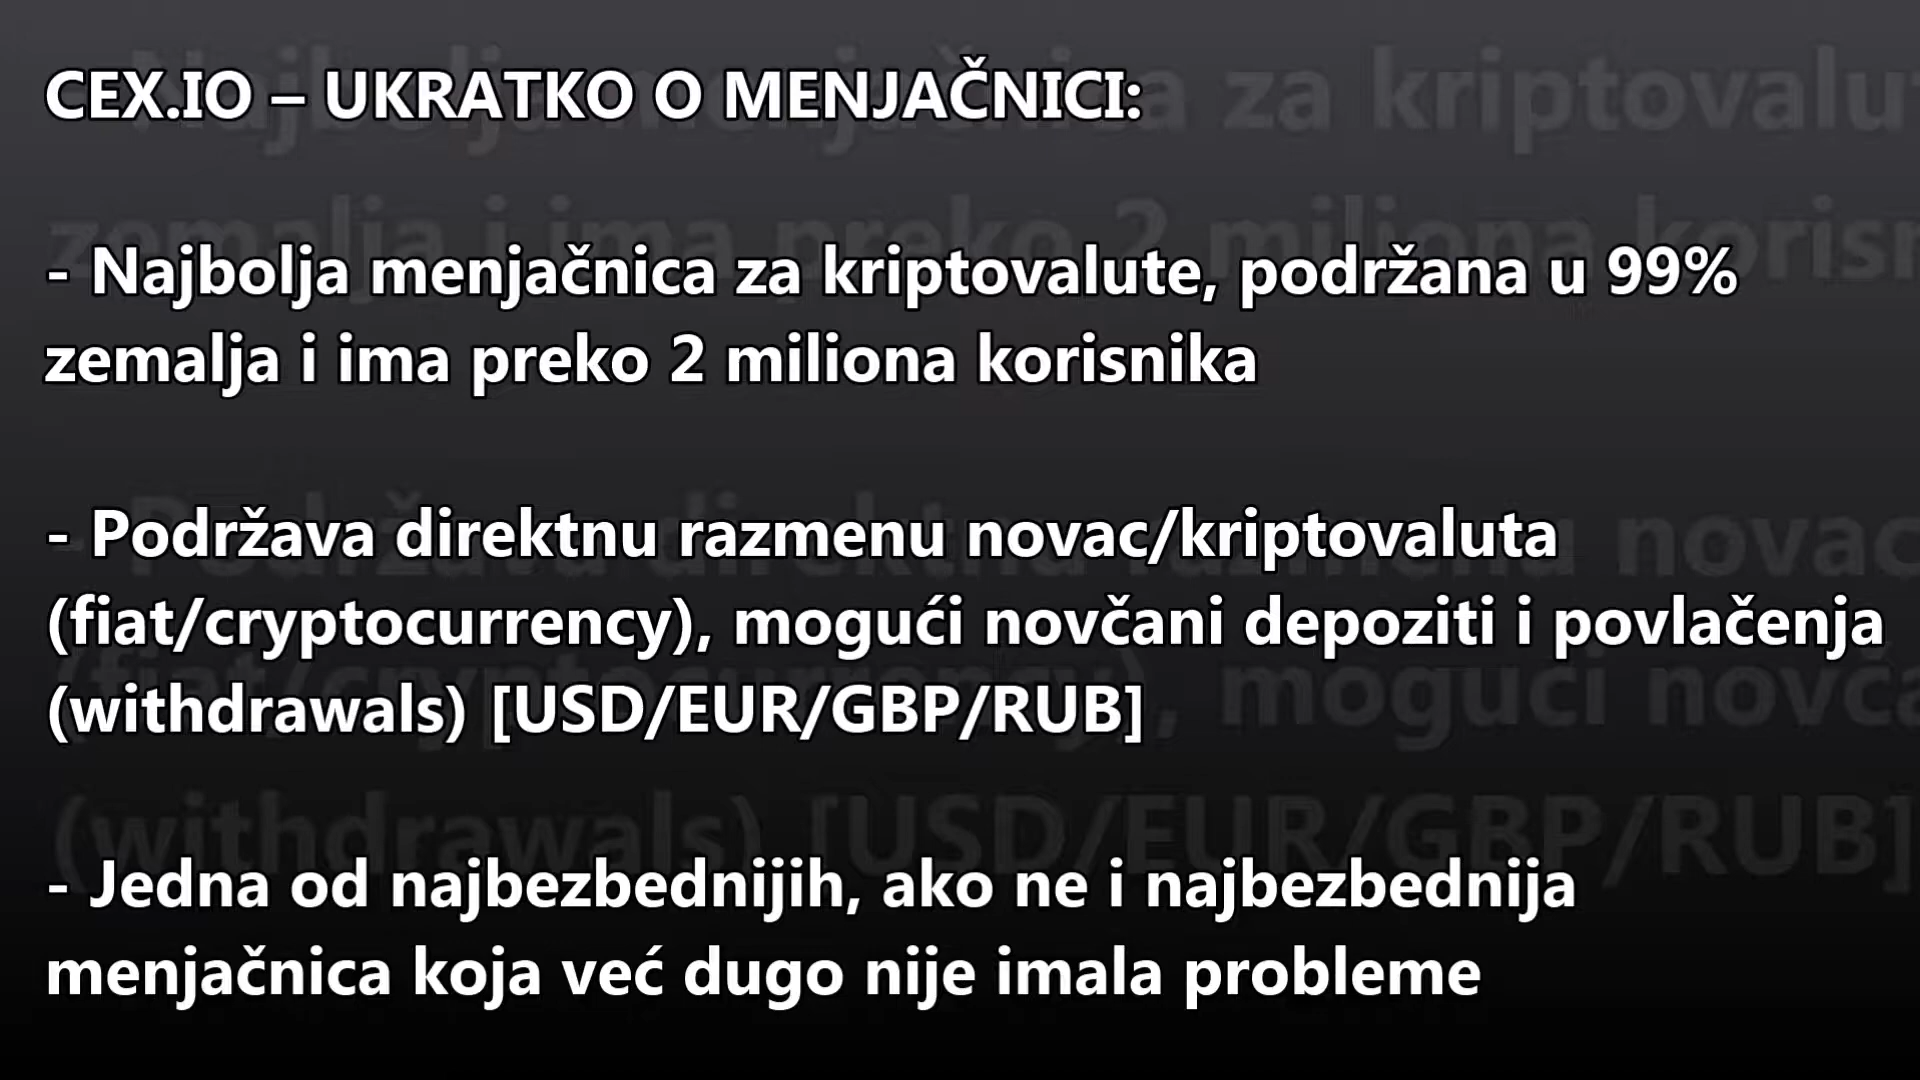 CEX.IO – UKRATKO O MENJAČNICI:
- Najbolja menjačnica za kriptovalute, podržana u 99%
zemalja i ima preko 2 miliona korisnika
- Podržava direktnu razmenu novac/kriptovaluta
(fiat/cryptocurrency), mogući novčani depoziti i povlačenja
(withdrawals) [USD/EUR/GBP/RUB]
- Jedna od najbezbednijih, ako ne i najbezbednija
menjačnica koja već dugo nije imala probleme